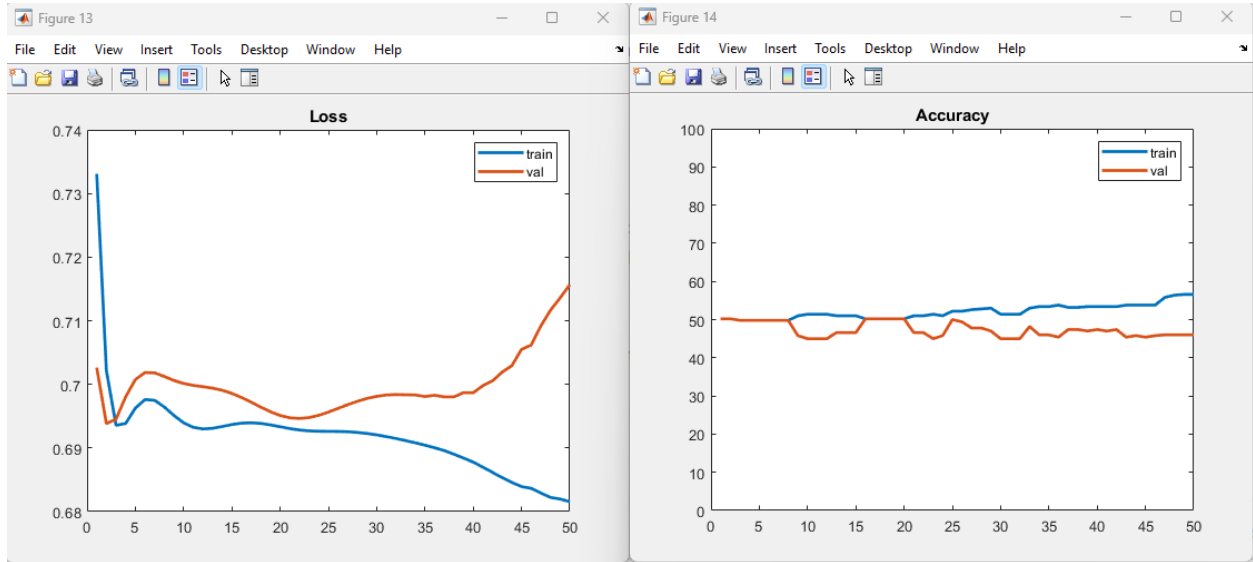 Figure 13
File Edit View Insert Tools Desktop Window Help
Loss
0.74
0.73
0.72
0.71
0.7
0.69
0.68
0 5 10 15 20 25 30 35 40 45 50
train
val
Figure 14
File Edit View Insert Tools Desktop Window Help
Accuracy
100
90
80
70
60
50
40
30
20
10
0
0 5 10 15 20 25 30 35 40 45 50
train
val